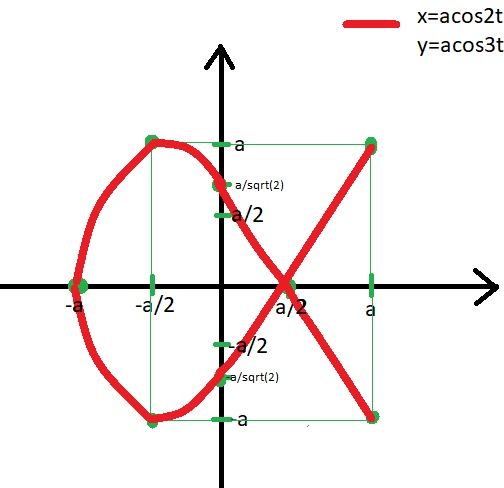 x=acos2t
y=acos3t
a
a/sqrt(2)
a/2
-a
-a/2
a/2
a
-a/2
-a/sqrt(2)
-a